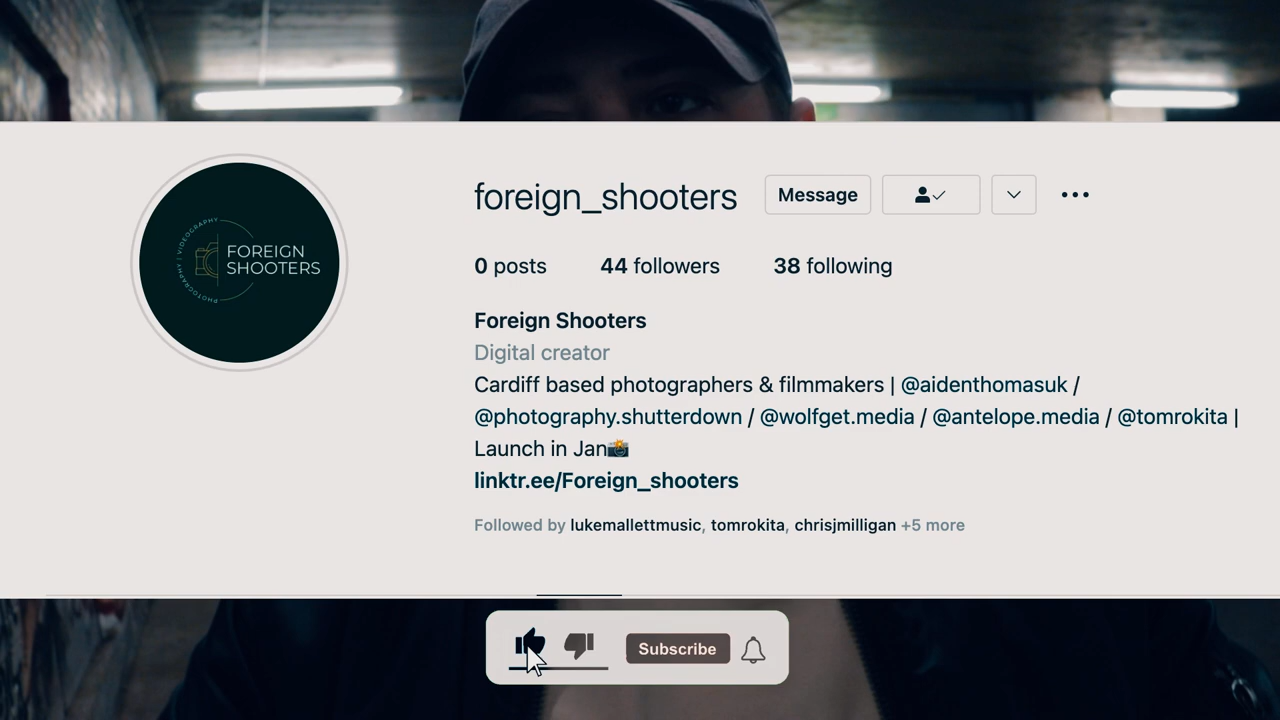 foreign_shooters Message
0 posts 44 followers 38 following
PHOTOGRAPHY | VIDEOGRAPHY
FOREIGN
SHOOTERS
Foreign Shooters
Digital creator
Cardiff based photographers & filmmakers | @aidenthomasuk /
@photography.shutterdown / @wolfget.media / @antelope.media / @tomrokita |
Launch in Jan📸
linktr.ee/Foreign_shooters
Followed by lukemallettmusic, tomrokita, chrisjmilligan +5 more
Subscribe